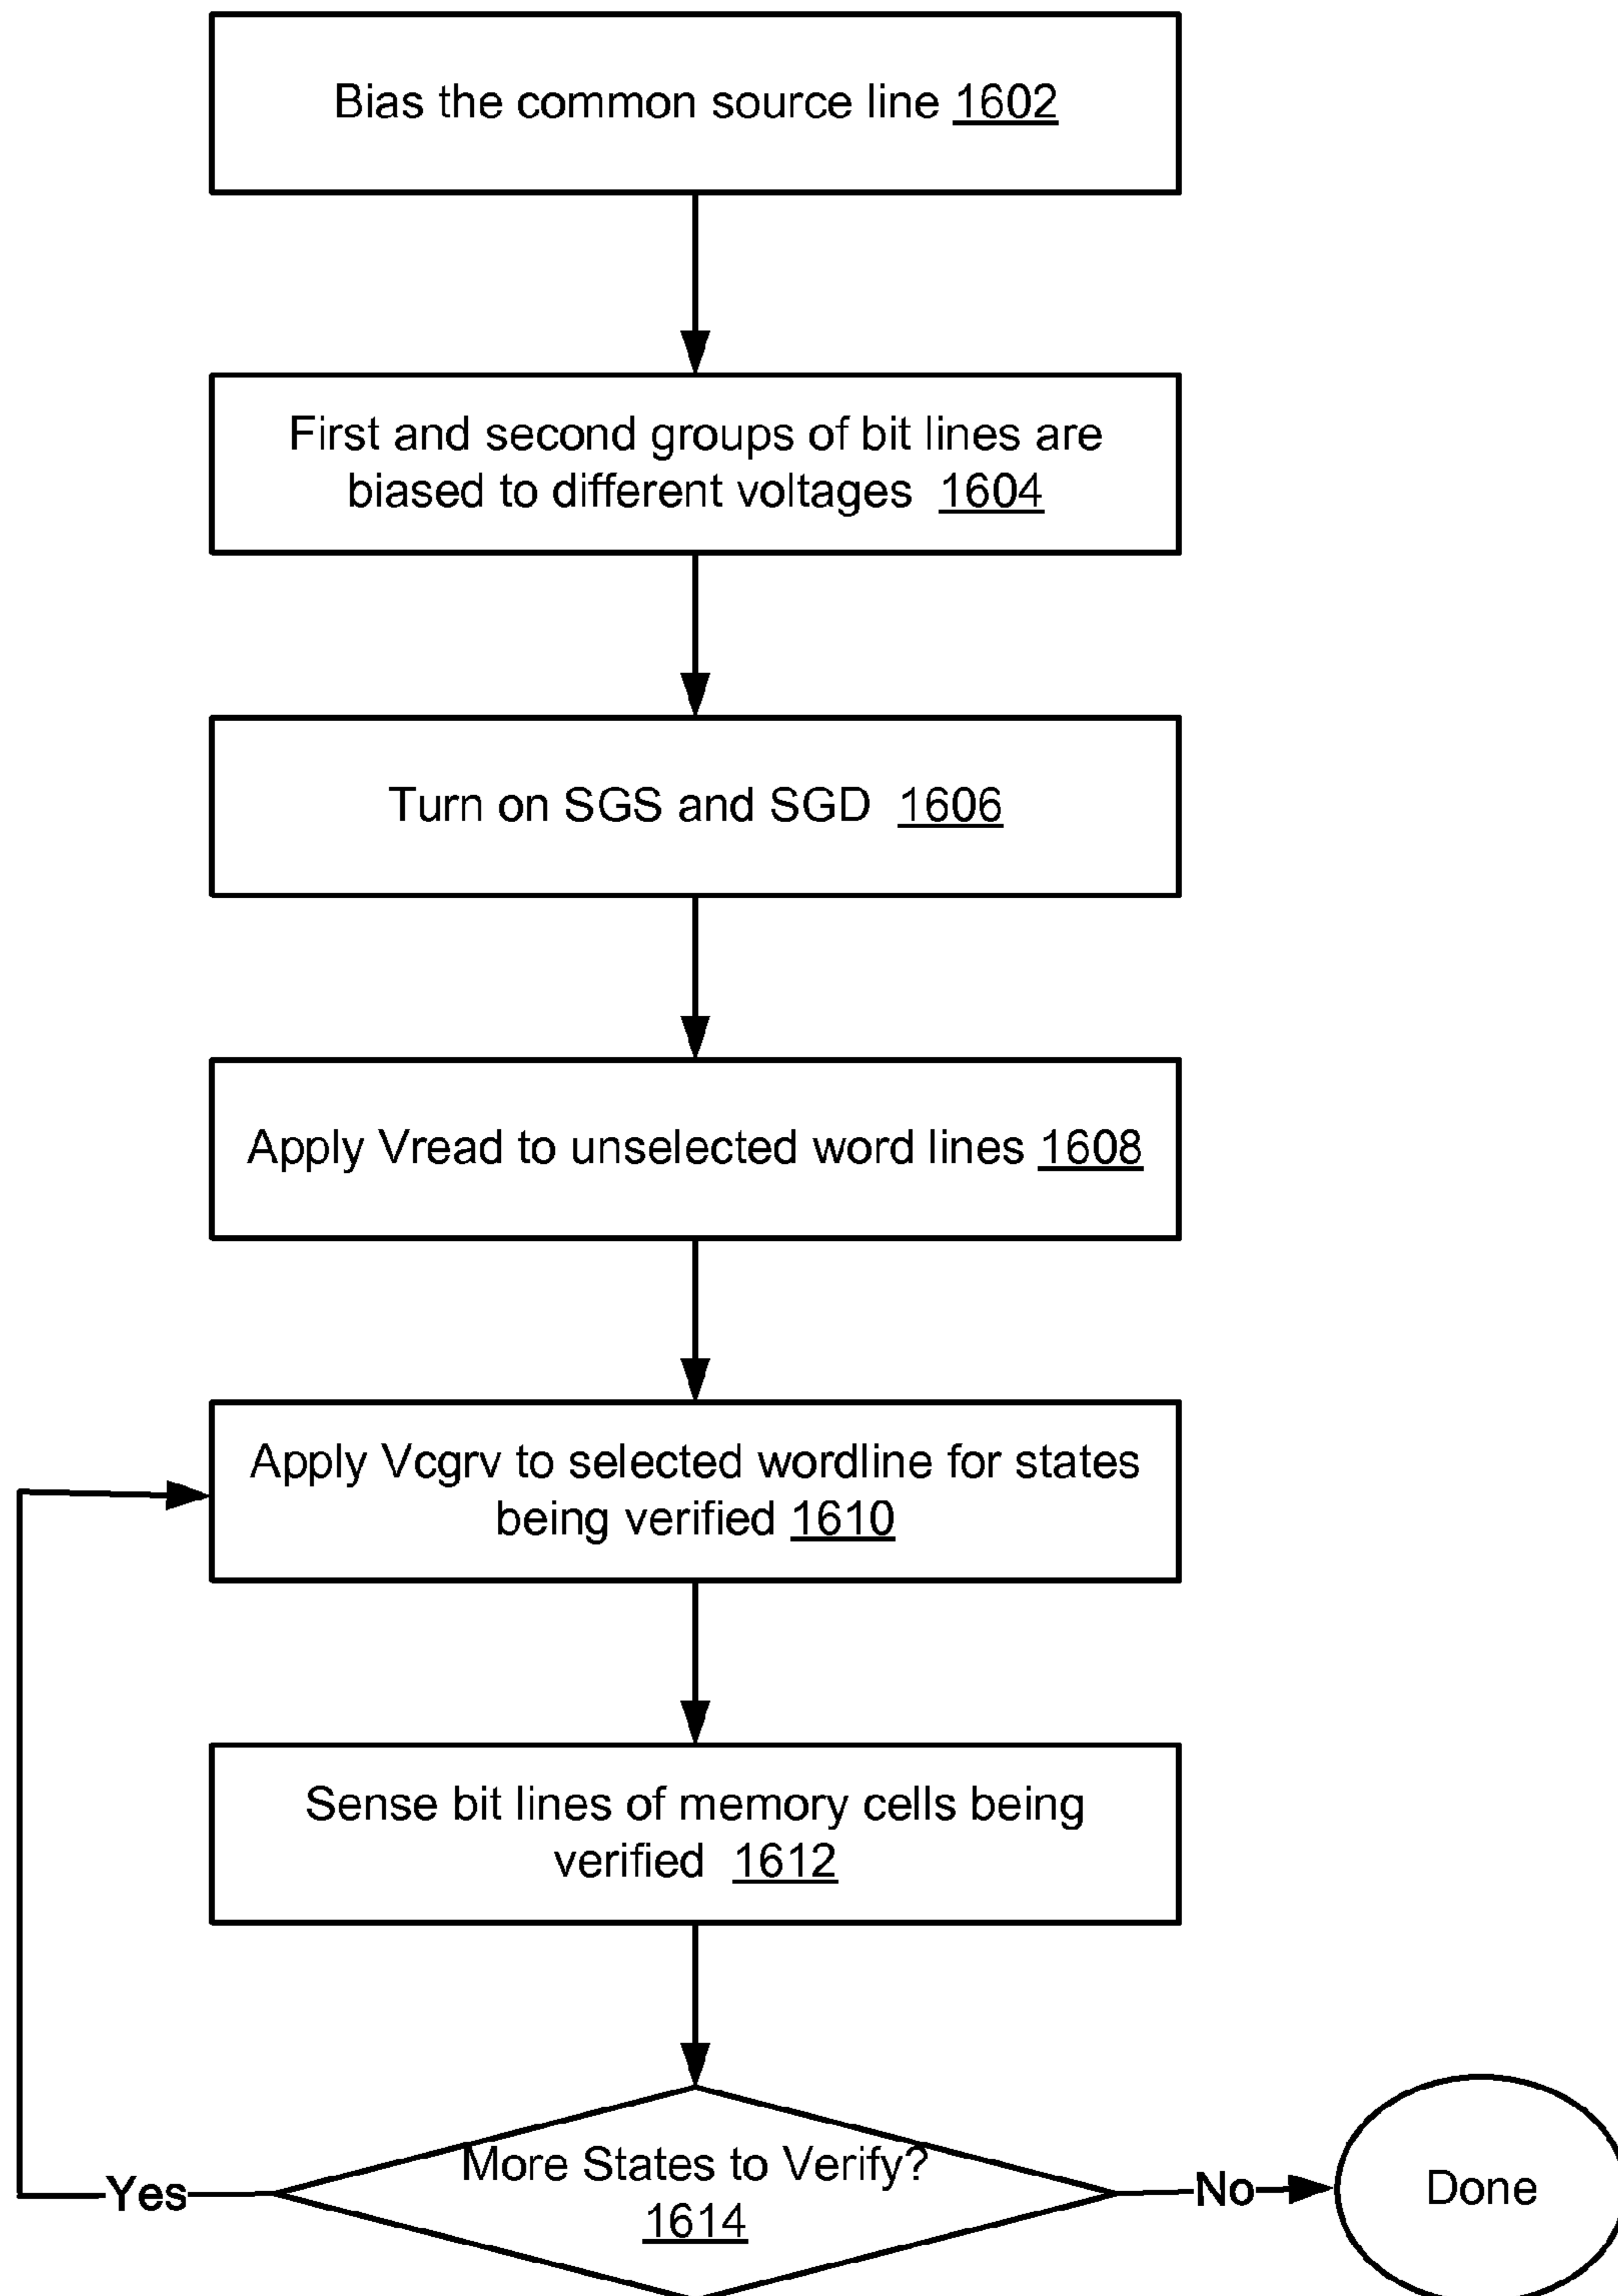 Bias the common source line 1602
First and second groups of bit lines are
biased to different voltages 1604
Turn on SGS and SGD 1606
Apply Vread to unselected word lines 1608
Apply Vcgrv to selected wordline for states
being verified 1610
Sense bit lines of memory cells being
verified 1612
More States to Verify?
1614
Yes
No
Done